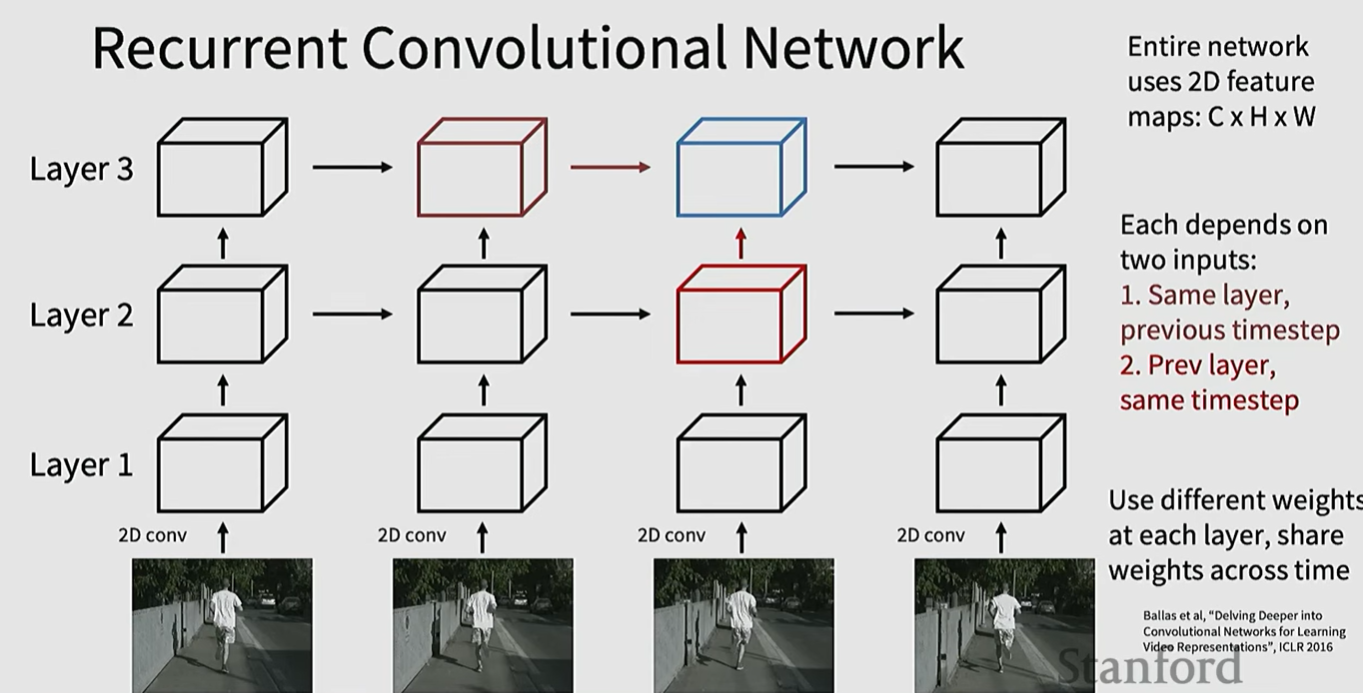 Recurrent Convolutional Network
Entire network
uses 2D feature
maps: C x H x W
Layer 3
Each depends on
two inputs:
1. Same layer,
previous timestep
2. Prev layer,
same timestep
Layer 2
Layer 1
2D conv
2D conv
2D conv
2D conv
Use different weights
at each layer, share
weights across time
Ballas et al, “Delving Deeper into
Convolutional Networks for Learning
Video Representations”, ICLR 2016
Stanford